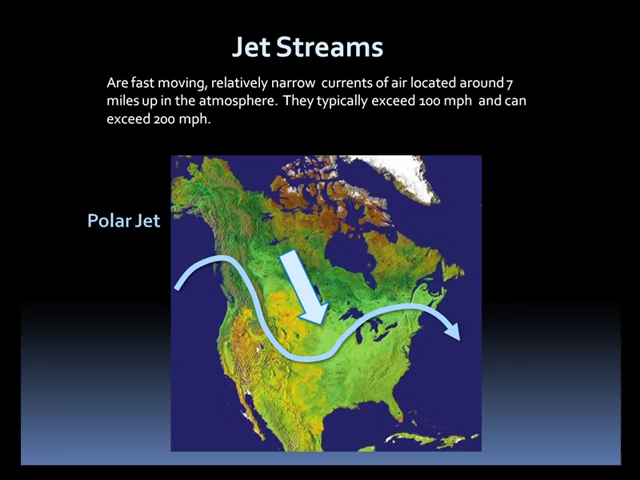 Jet Streams
Are fast moving, relatively narrow currents of air located around 7
miles up in the atmosphere. They typically exceed 100 mph and can
exceed 200 mph.
Polar Jet